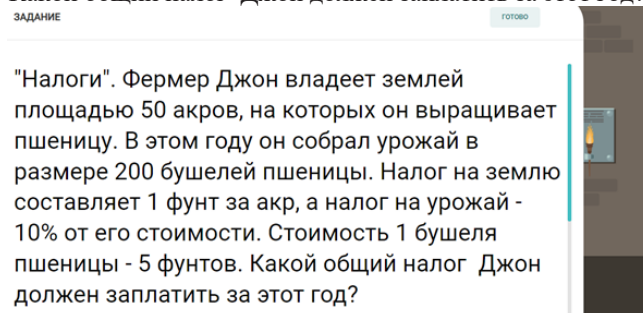 ЗАДАНИЕ
ГОТОВО
"Налоги". Фермер Джон владеет землей
площадью 50 акров, на которых он выращивает
пшеницу. В этом году он собрал урожай в
размере 200 бушелей пшеницы. Налог на землю
составляет 1 фунт за акр, а налог на урожай -
10% от его стоимости. Стоимость 1 бушеля
пшеницы - 5 фунтов. Какой общий налог  Джон
должен заплатить за этот год?